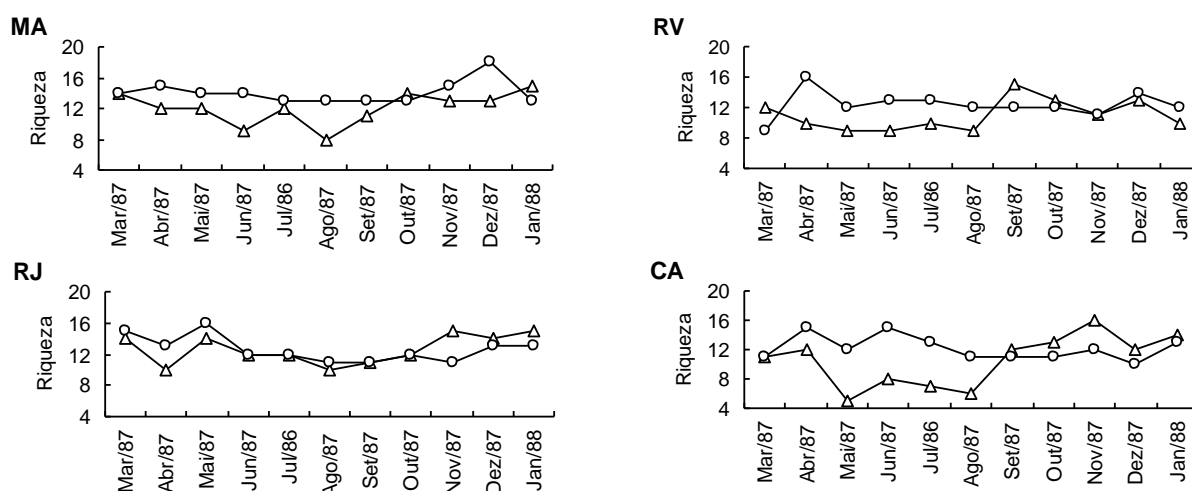 MA
20
16
12
8
4
Riqueza
Mar/87
Abr/87
Mai/87
Jun/87
Jul/86
Ago/87
Set/87
Out/87
Nov/87
Dez/87
Jan/88
RV
20
16
12
8
4
Riqueza
Mar/87
Abr/87
Mai/87
Jun/87
Jul/86
Ago/87
Set/87
Out/87
Nov/87
Dez/87
Jan/88
RJ
20
16
12
8
4
Riqueza
Mar/87
Abr/87
Mai/87
Jun/87
Jul/86
Ago/87
Set/87
Out/87
Nov/87
Dez/87
Jan/88
CA
20
16
12
8
4
Riqueza
Mar/87
Abr/87
Mai/87
Jun/87
Jul/86
Ago/87
Set/87
Out/87
Nov/87
Dez/87
Jan/88